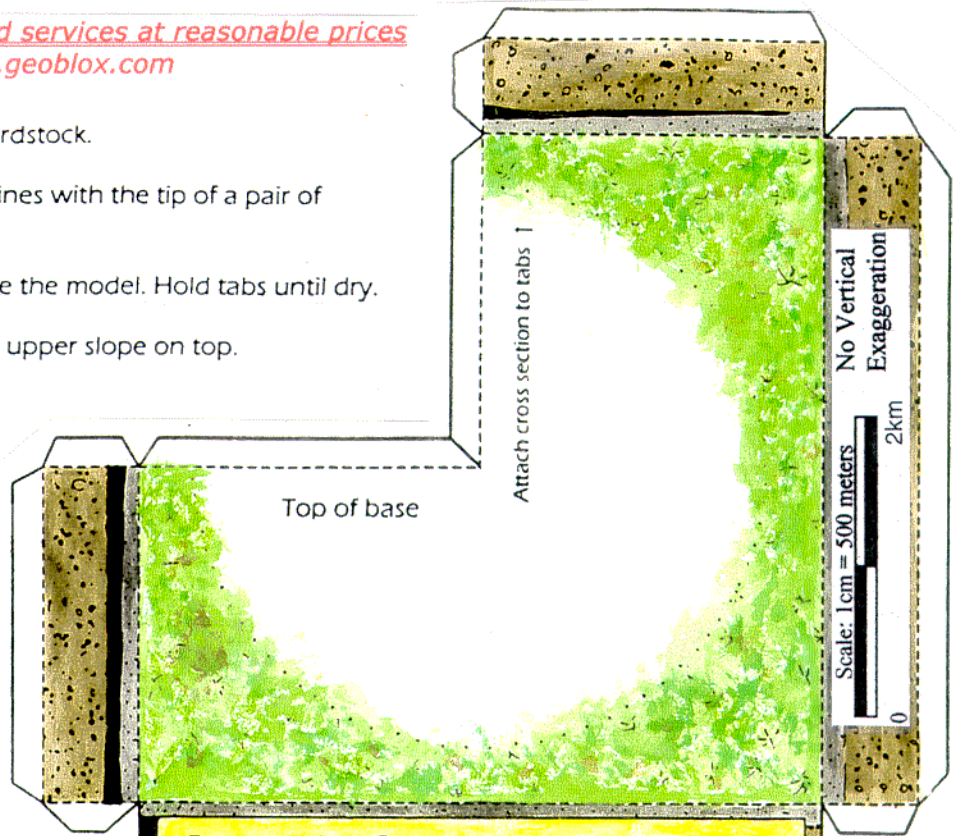 d services at reasonable prices
.geoblox.com
rdstock.
ines with the tip of a pair of
e the model. Hold tabs until dry.
upper slope on top.
Attach cross section to tabs
Top of base
No Vertical
Exaggeration
Scale: 1cm = 500 meters
0 2km